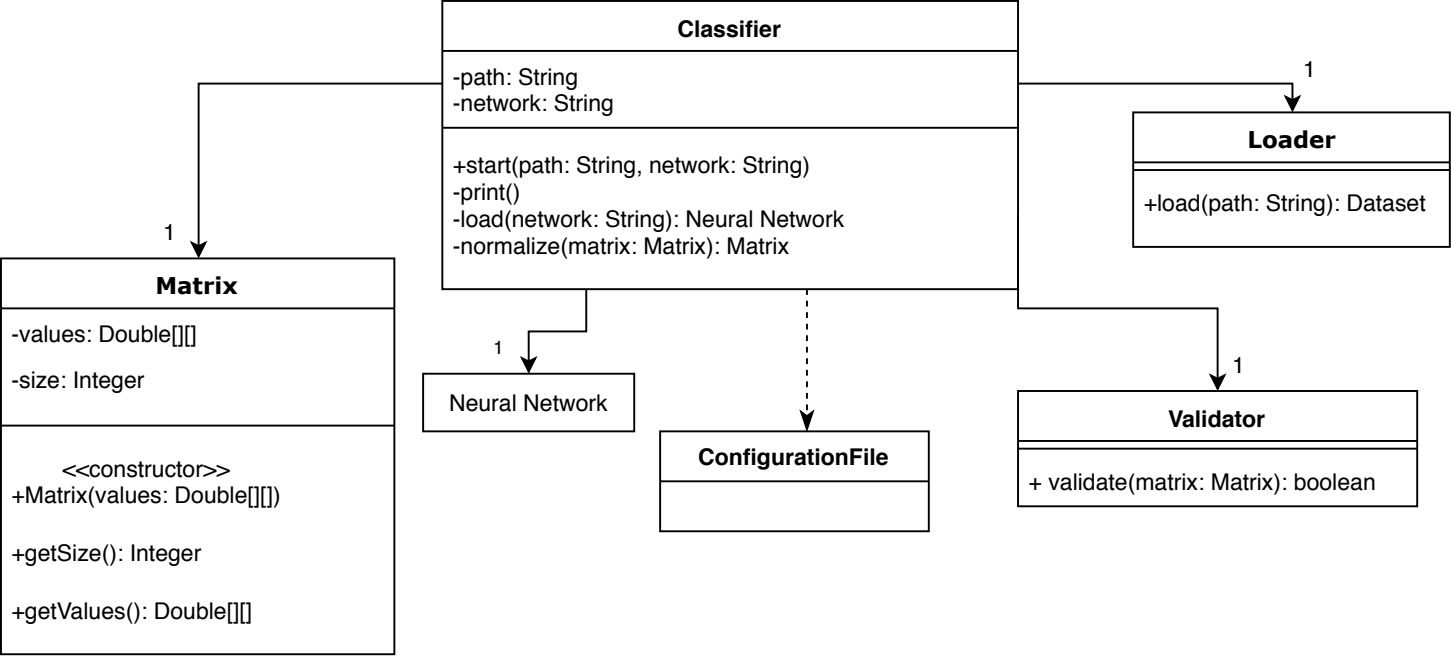 Classifier
-path: String
-network: String
+start(path: String, network: String)
-print()
-load(network: String): Neural Network
-normalize(matrix: Matrix): Matrix
1
Loader
+load(path: String): Dataset
1
Matrix
-values: Double[][]
-size: Integer
<<constructor>>
+Matrix(values: Double[][])
+getSize(): Integer
+getValues(): Double[][]
1
Neural Network
ConfigurationFile
1
Validator
+ validate(matrix: Matrix): boolean